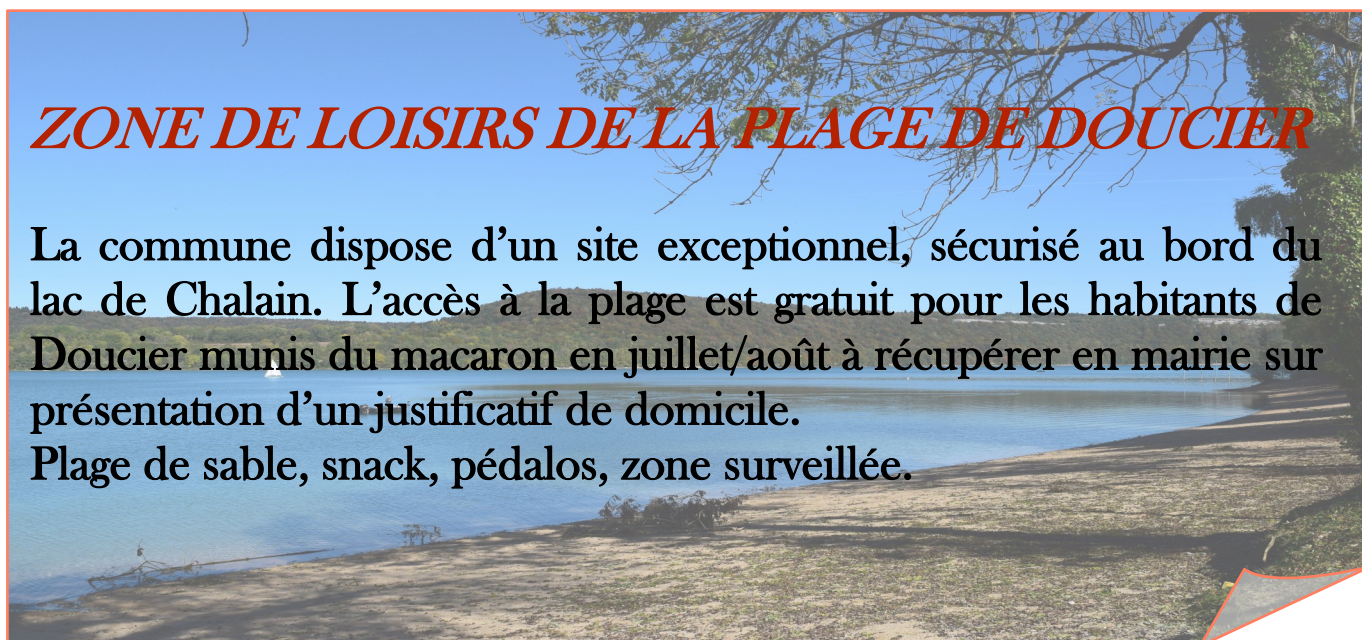 ZONE DE LOISIRS DE LA PLAGE DE DOUCIER
La commune dispose d’un site exceptionnel, sécurisé au bord du
lac de Chalain. L’accès à la plage est gratuit pour les habitants de
Doucier munis du macaron en juillet/août à récupérer en mairie sur
présentation d’un justificatif de domicile.
Plage de sable, snack, pédalos, zone surveillée.